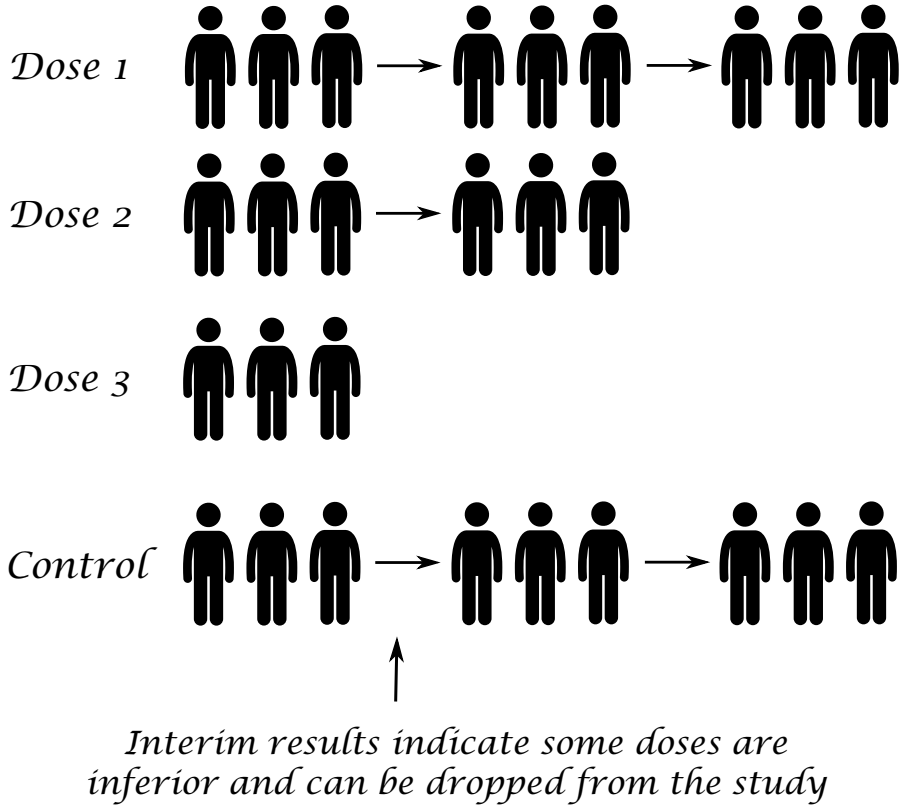 Dose 1
Dose 2
Dose 3
Control
Interim results indicate some doses are
inferior and can be dropped from the study